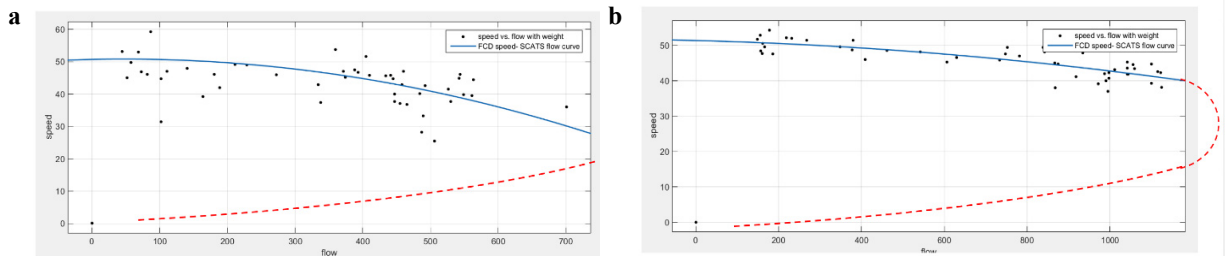 a
60
50
40
30
20
10
0
speed
0
100
200
300
400
500
600
700
flow
speed vs. flow with weight
FCD speed- SCATS flow curve
b
50
40
30
20
10
0
speed
0
200
400
600
800
1000
flow
speed vs. flow with weight
FCD speed- SCATS flow curve